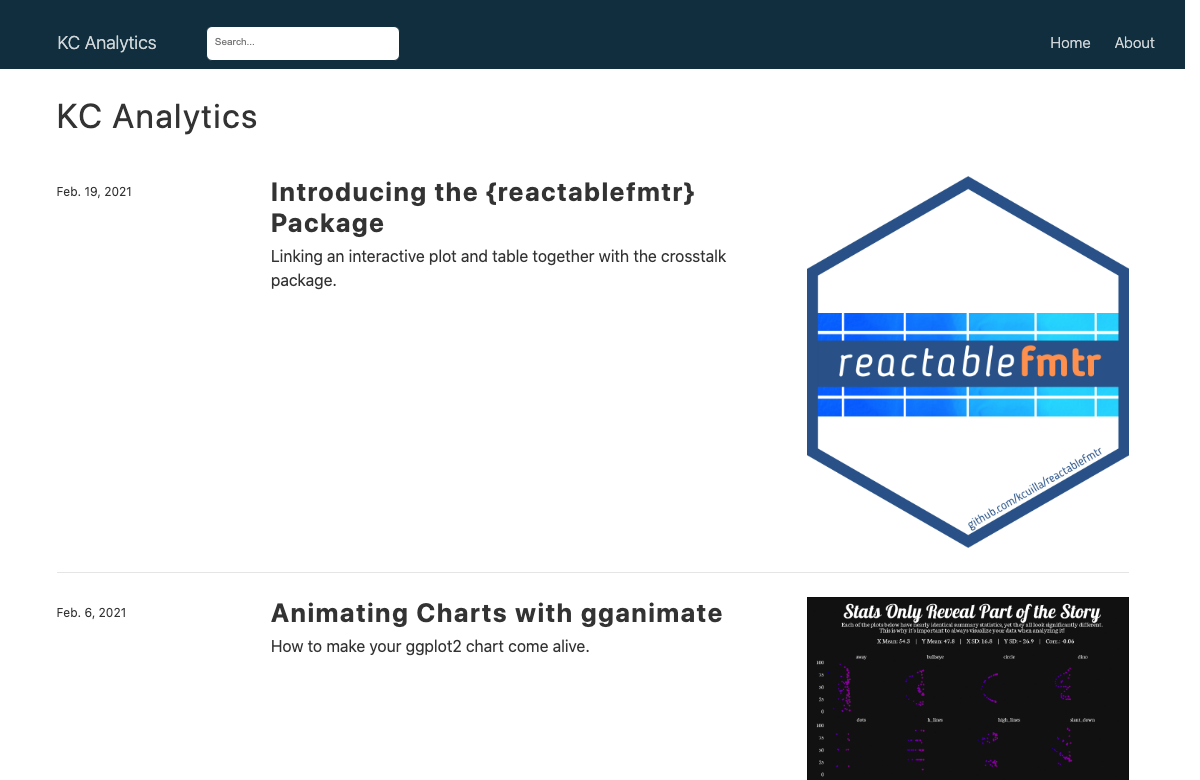 KC Analytics
Search...
Home
About
KC Analytics
Feb. 19, 2021
Introducing the {reactablefmtr}
Package
Linking an interactive plot and table together with the crosstalk
package.
reactablefmtr
github.com/kcuilla/reactablefmtr
Feb. 6, 2021
Animating Charts with gganimate
How to make your ggplot2 chart come alive.
Stats Only Reveal Part of the Story
Each of the plots below have nearly identical summary statistics, yet they all look significantly different.
This is why it's important to always visualize your data when analyzing it!
X Mean: 54.3 | Y Mean: 47.8 | X SD: 16.8 | Y SD: - 26.9 | Corr.: -0.06
away
bullseye
circle
dino
100
75
50
25
0
dots
h_lines
high_lines
slant_down
100
75
50
25
0